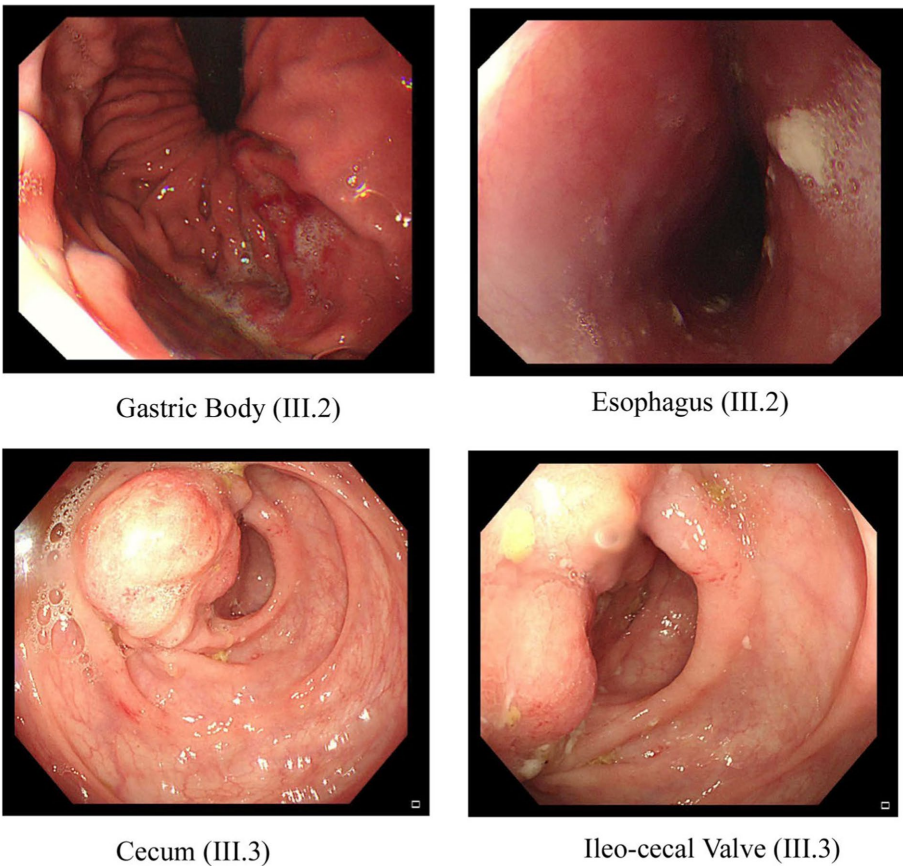 Gastric Body (III.2)
Esophagus (III.2)
Cecum (III.3)
Ileo-cecal Valve (III.3)